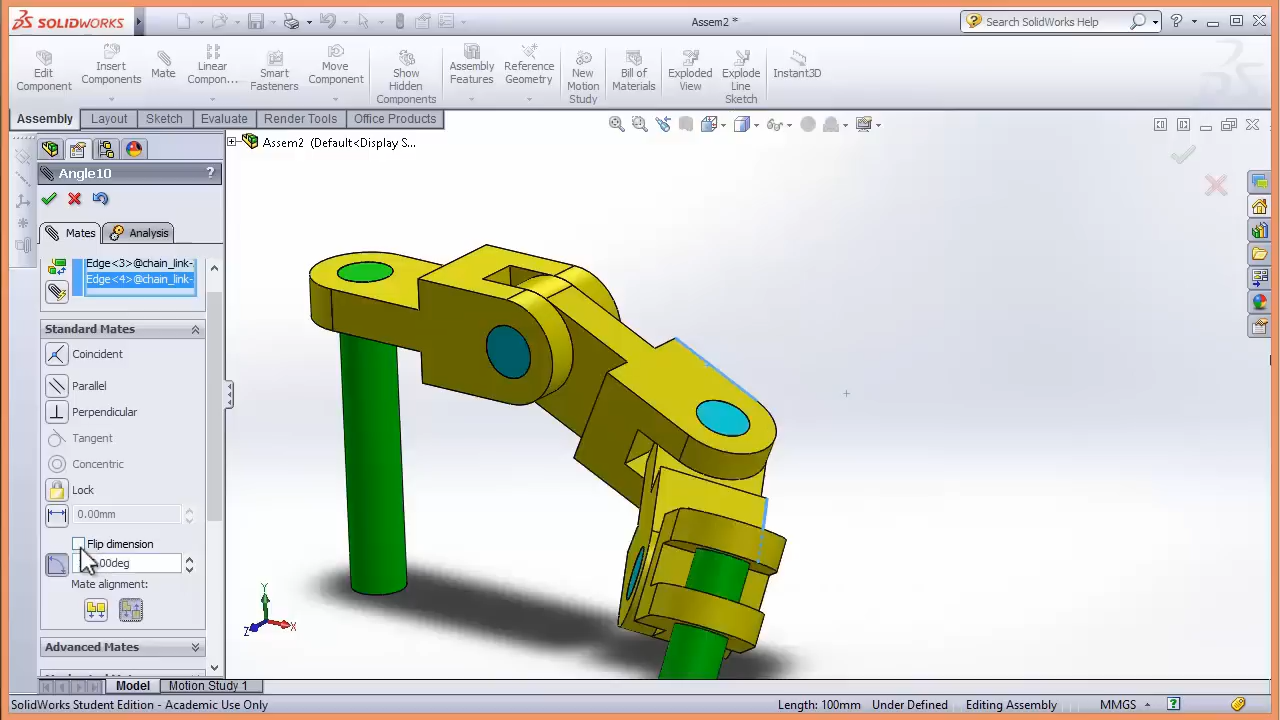 SOLIDWORKS
Assem2 *
Search SolidWorks Help
Edit Component
Insert Components
Mate
Linear Compon...
Smart Fasteners
Move Component
Show Hidden Components
Assembly Features
Reference Geometry
New Motion Study
Bill of Materials
Exploded View
Explode Line Sketch
Instant3D
Assembly
Layout
Sketch
Evaluate
Render Tools
Office Products
Assem2 (Default<Display S...
Angle10
?
Mates
Analysis
Edge<3>@chain_link-
Edge<4>@chain_link-
Standard Mates
Coincident
Parallel
Perpendicular
Tangent
Concentric
Lock
0.00mm
Flip dimension
.00deg
Mate alignment:
Advanced Mates
Y
X
Z
Model
Motion Study 1
SolidWorks Student Edition - Academic Use Only
Length: 100mm
Under Defined
Editing Assembly
MMGS
?